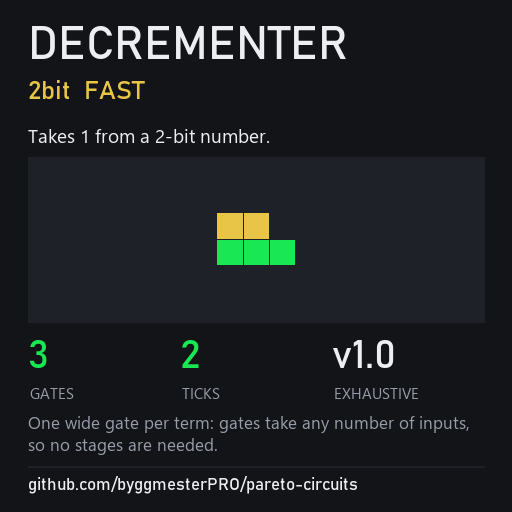 DECREMENTER
2bit FAST
Takes 1 from a 2-bit number.
3 2 v1.0
GATES TICKS EXHAUSTIVE
One wide gate per term: gates take any number of inputs,
so no stages are needed.
github.com/byggmesterPRO/pareto-circuits